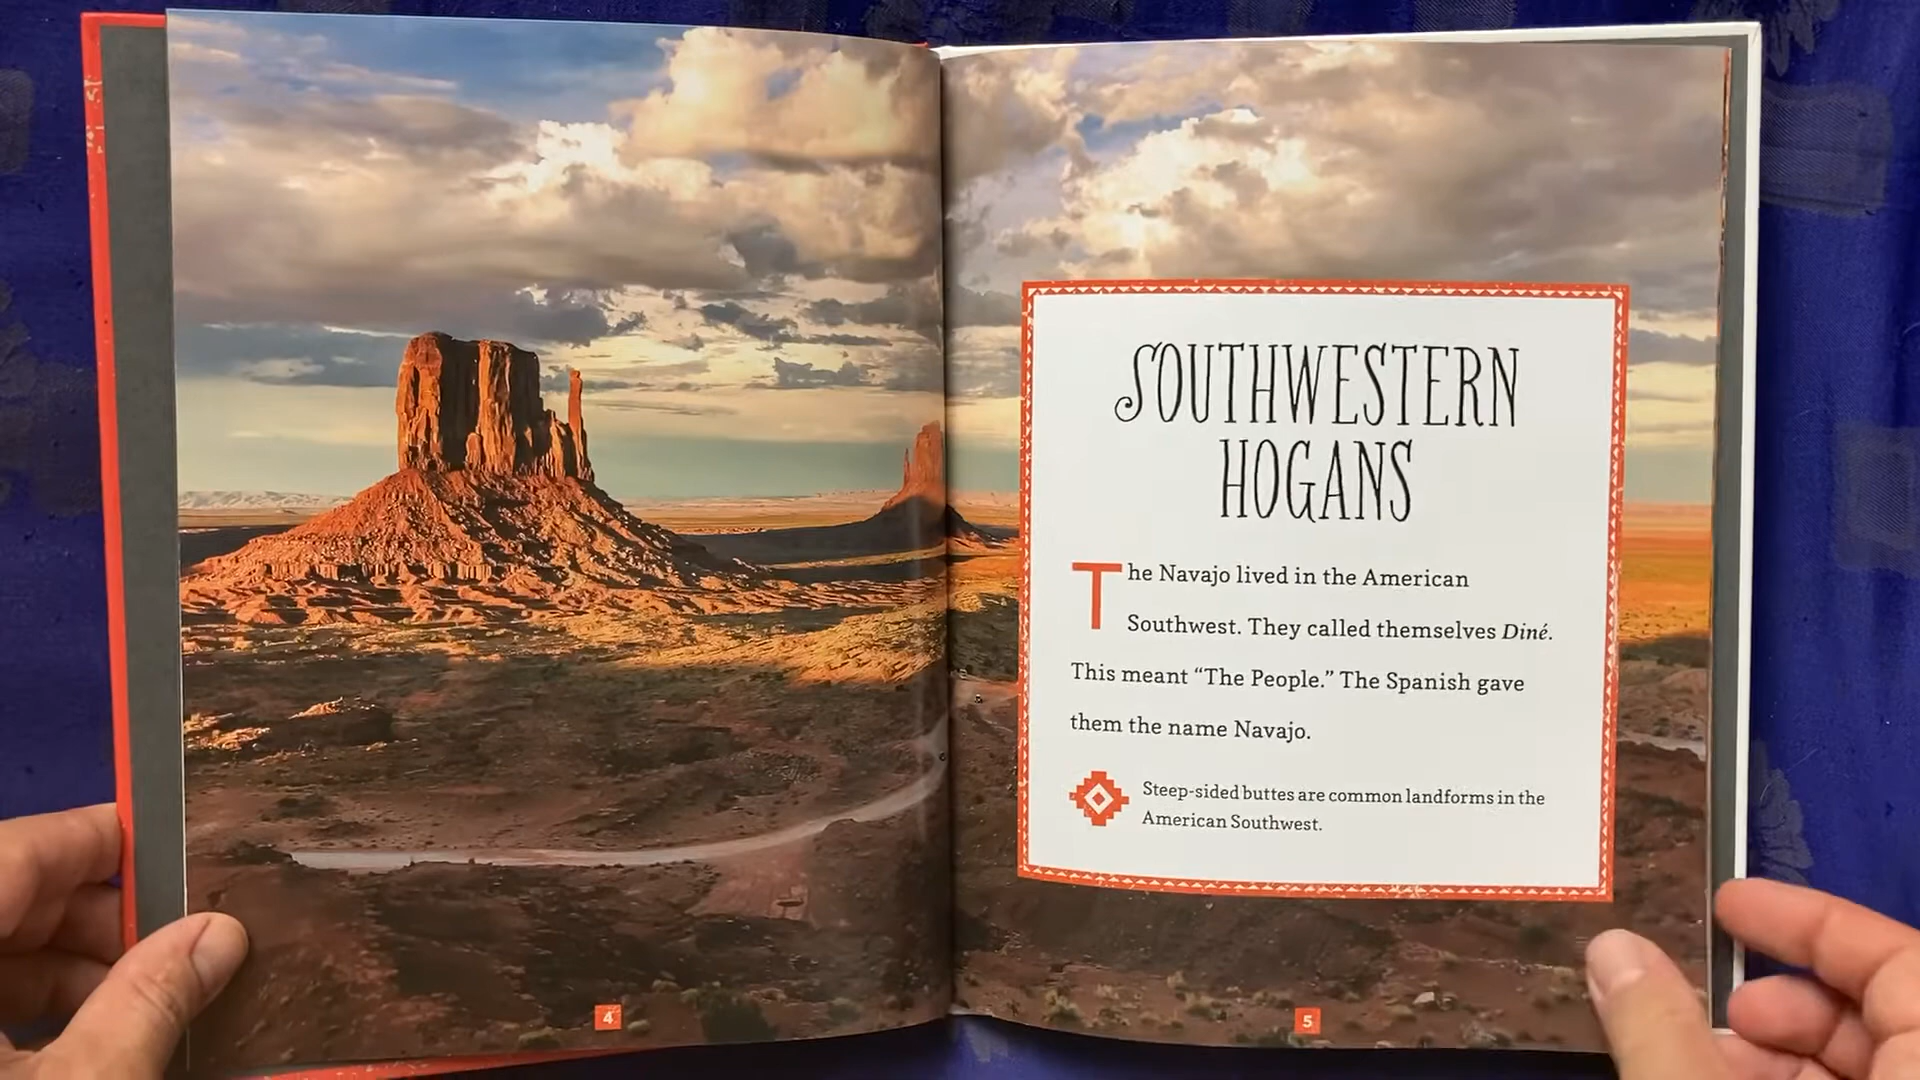 SOUTHWESTERN
HOGANS
The Navajo lived in the American
Southwest. They called themselves Diné.
This meant “The People.” The Spanish gave
them the name Navajo.
Steep-sided buttes are common landforms in the
American Southwest.
4
5